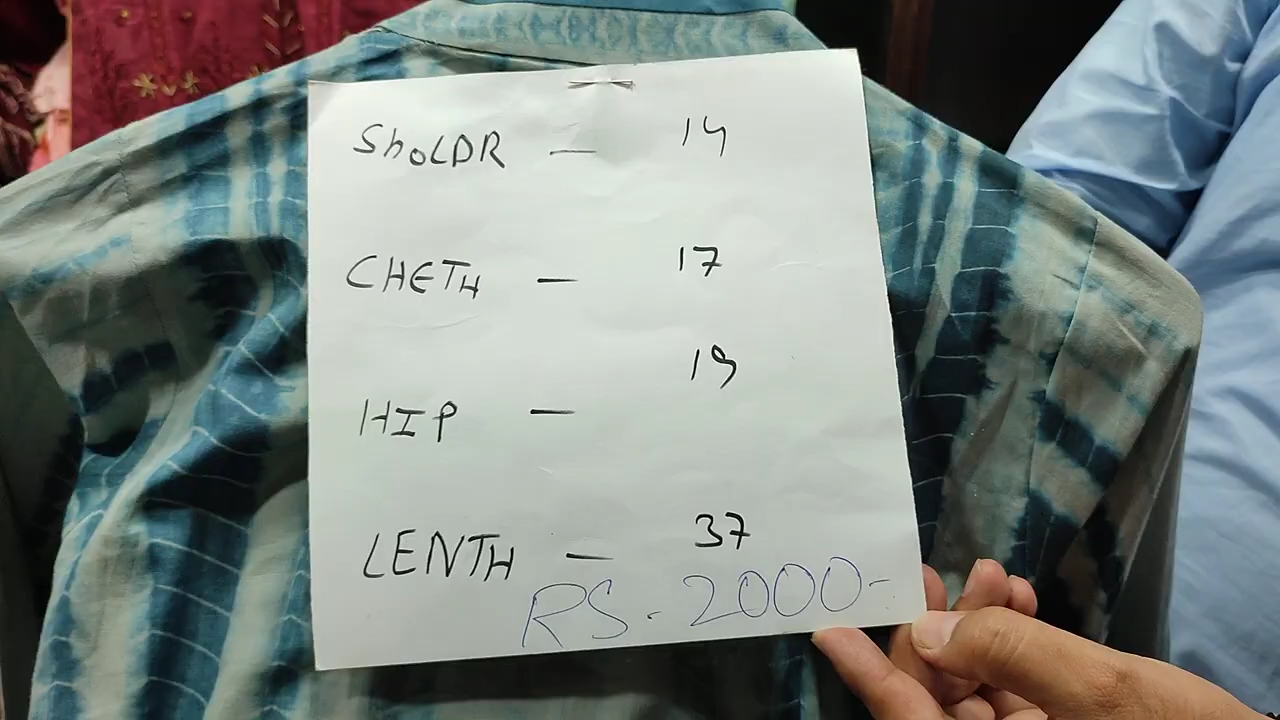 ShOLDR — 14
CHETH — 17
HIP — 19
LENTH — 37
RS. 2000-